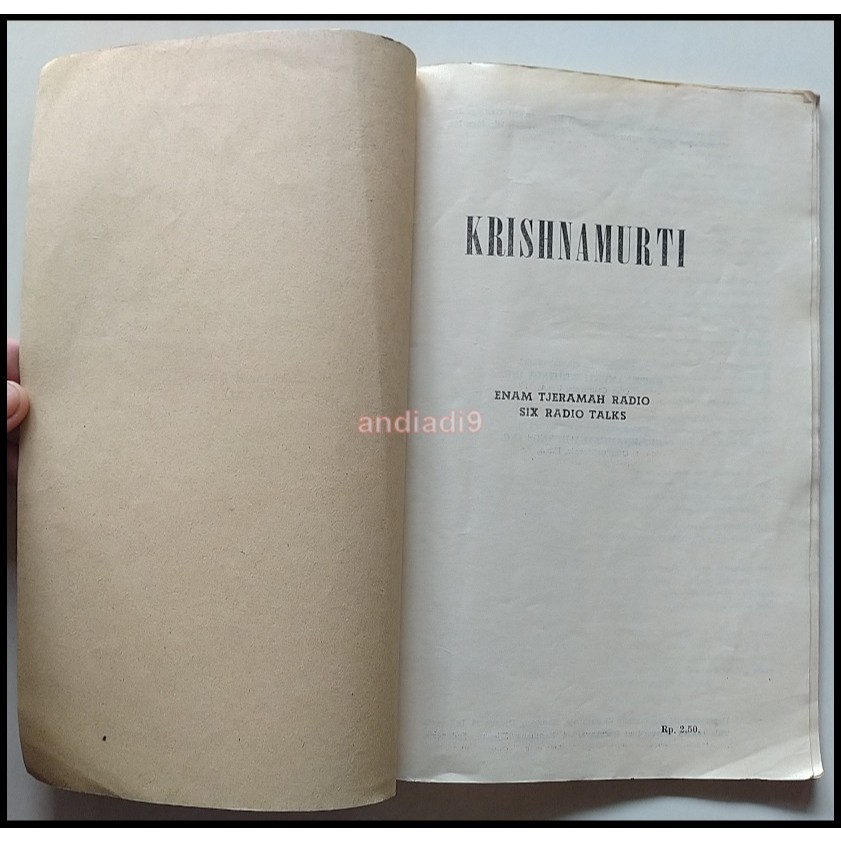 KRISHNAMURTI
ENAM TJERAMAH RADIO
SIX RADIO TALKS
andiadi9
Rp. 2,50.